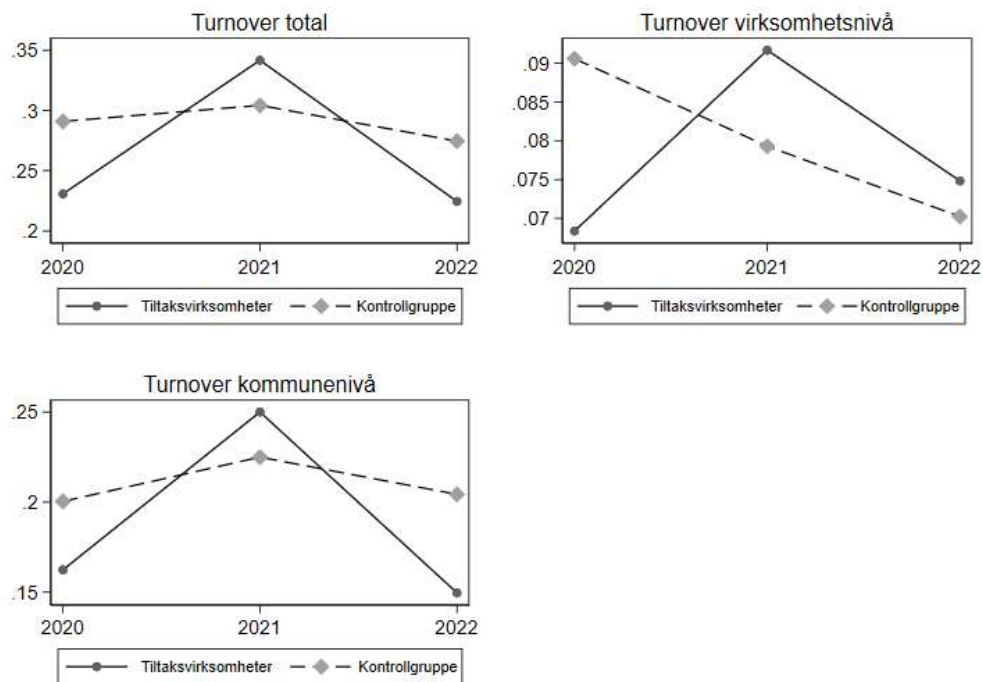 Turnover total
.35
.3
.25
.2
2020 2021 2022
Tiltaksvirksomheter Kontrollgruppe
Turnover virksomhetsnivå
.09
.085
.08
.075
.07
2020 2021 2022
Tiltaksvirksomheter Kontrollgruppe
Turnover kommunenivå
.25
.2
.15
2020 2021 2022
Tiltaksvirksomheter Kontrollgruppe